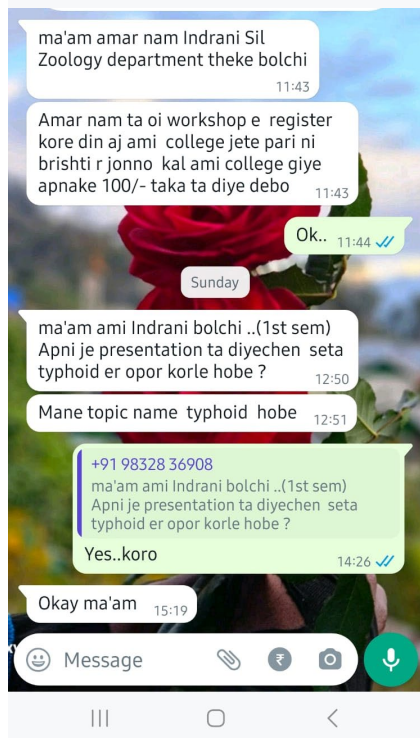 ma'am amar nam Indrani Sil
Zoology department theke bolchi
11:43
Amar nam ta oi workshop e register
kore din aj ami college jete pari ni
brishti r jonno kal ami college giye
apnake 100/- taka ta diye debo
11:43
Ok..
11:44
Sunday
ma'am ami Indrani bolchi ..(1st sem)
Apni je presentation ta diyechen seta
typhoid er opor korle hobe ?
12:50
Mane topic name typhoid hobe
12:51
+91 98328 36908
ma'am ami Indrani bolchi ..(1st sem)
Apni je presentation ta diyechen seta
typhoid er opor korle hobe ?
Yes..koro
14:26
Okay ma'am
15:19
Message
₹